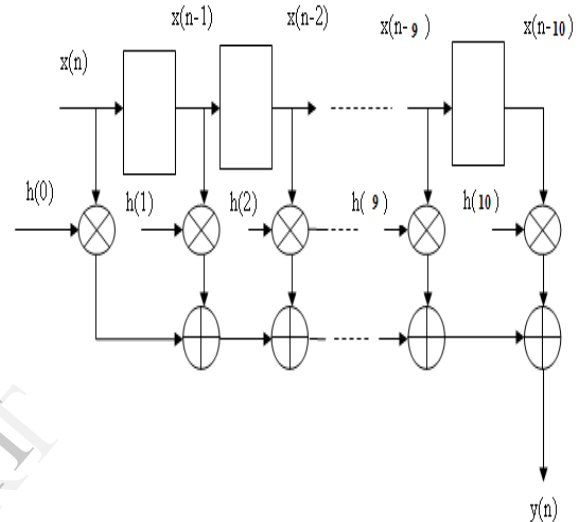 x(n) x(n-1) x(n-2) x(n-9) x(n-10)
h(0) h(1) h(2) h(9) h(10)
y(n)